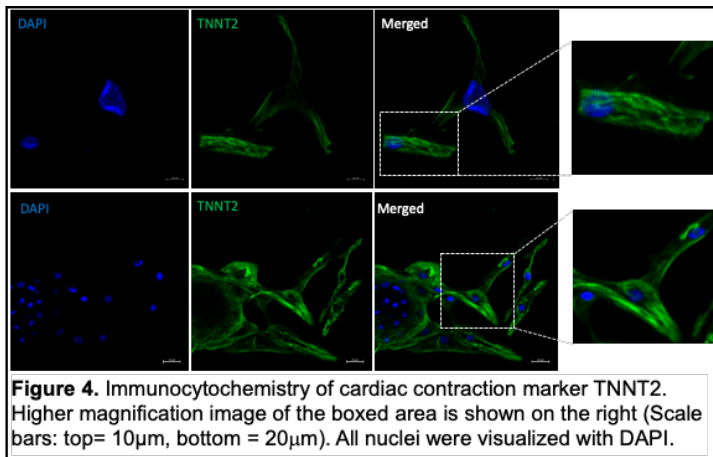 DAPI TNNT2 Merged
DAPI TNNT2 Merged
Figure 4. Immunocytochemistry of cardiac contraction marker TNNT2.
Higher magnification image of the boxed area is shown on the right (Scale
bars: top= 10µm, bottom = 20μm). All nuclei were visualized with DAPI.